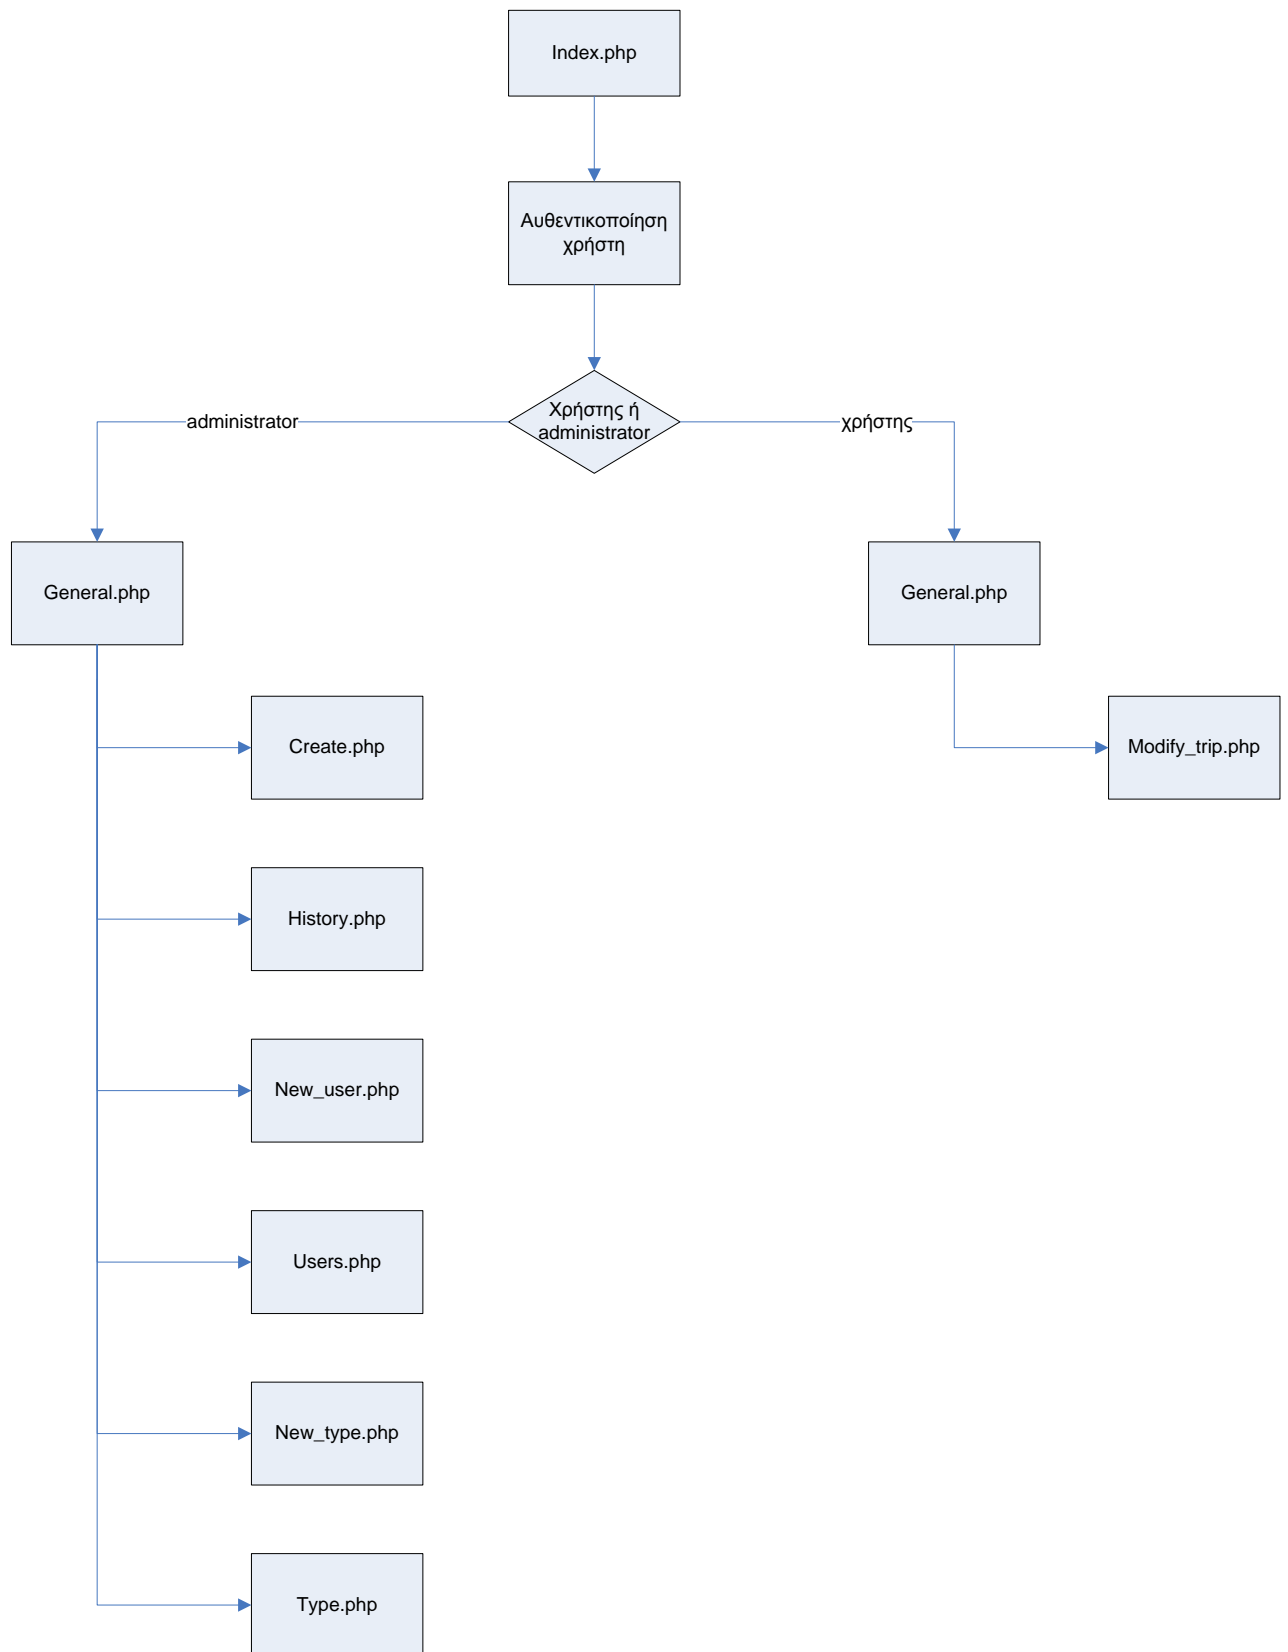 Index.php
Αυθεντικοποίηση
χρήστη
Χρήστης ή
administrator
administrator
χρήστης
General.php
General.php
Create.php
Modify_trip.php
History.php
New_user.php
Users.php
New_type.php
Type.php